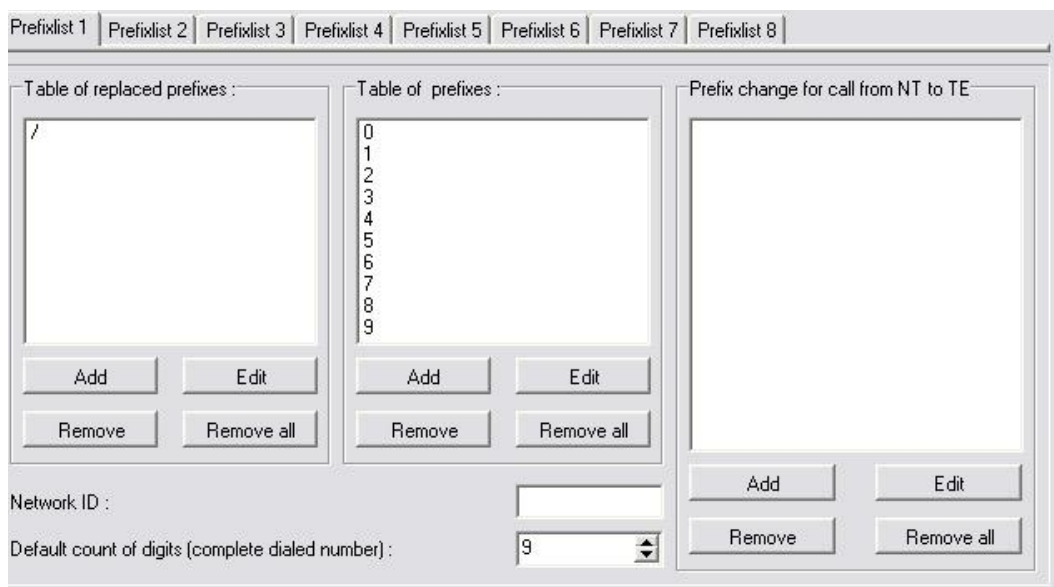 Prefixlist 1 Prefixlist 2 Prefixlist 3 Prefixlist 4 Prefixlist 5 Prefixlist 6 Prefixlist 7 Prefixlist 8
Table of replaced prefixes :
/
Add Edit
Remove Remove all
Table of prefixes :
0
1
2
3
4
5
6
7
8
9
Add Edit
Remove Remove all
Prefix change for call from NT to TE
Add Edit
Remove Remove all
Network ID :
Default count of digits (complete dialed number) : 9